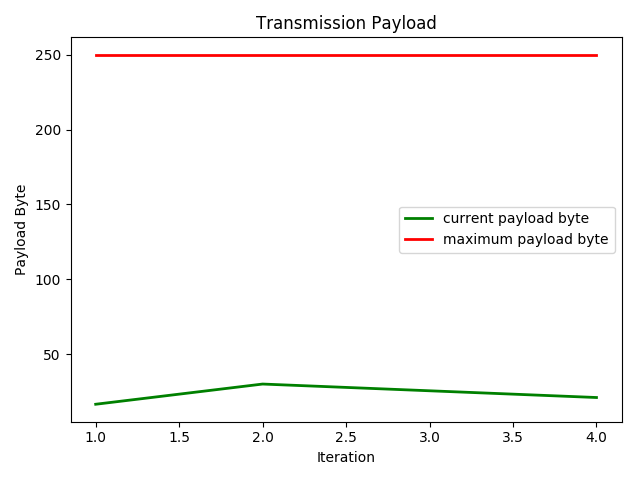 Transmission Payload
250
200
150
100
50
Payload Byte
current payload byte
maximum payload byte
1.0 1.5 2.0 2.5 3.0 3.5 4.0
Iteration